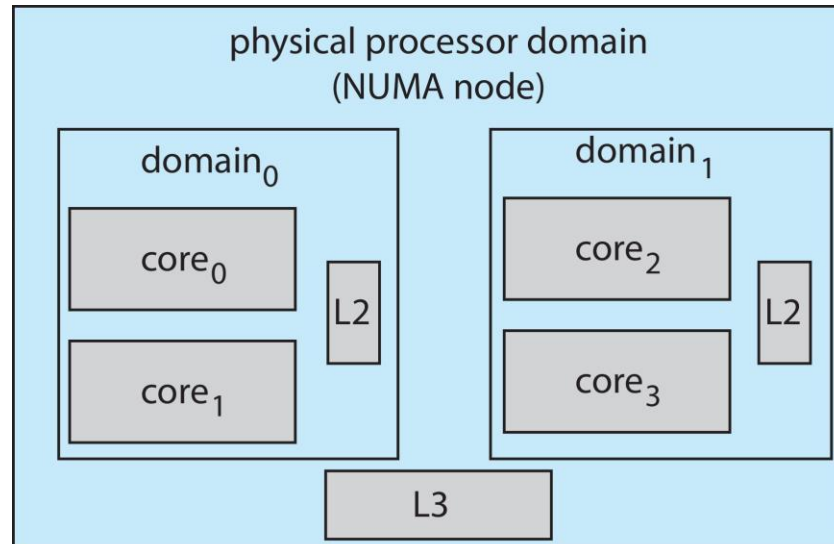 physical processor domain
(NUMA node)
domain₀
core₀
core₁
L2
domain₁
core₂
core₃
L2
L3